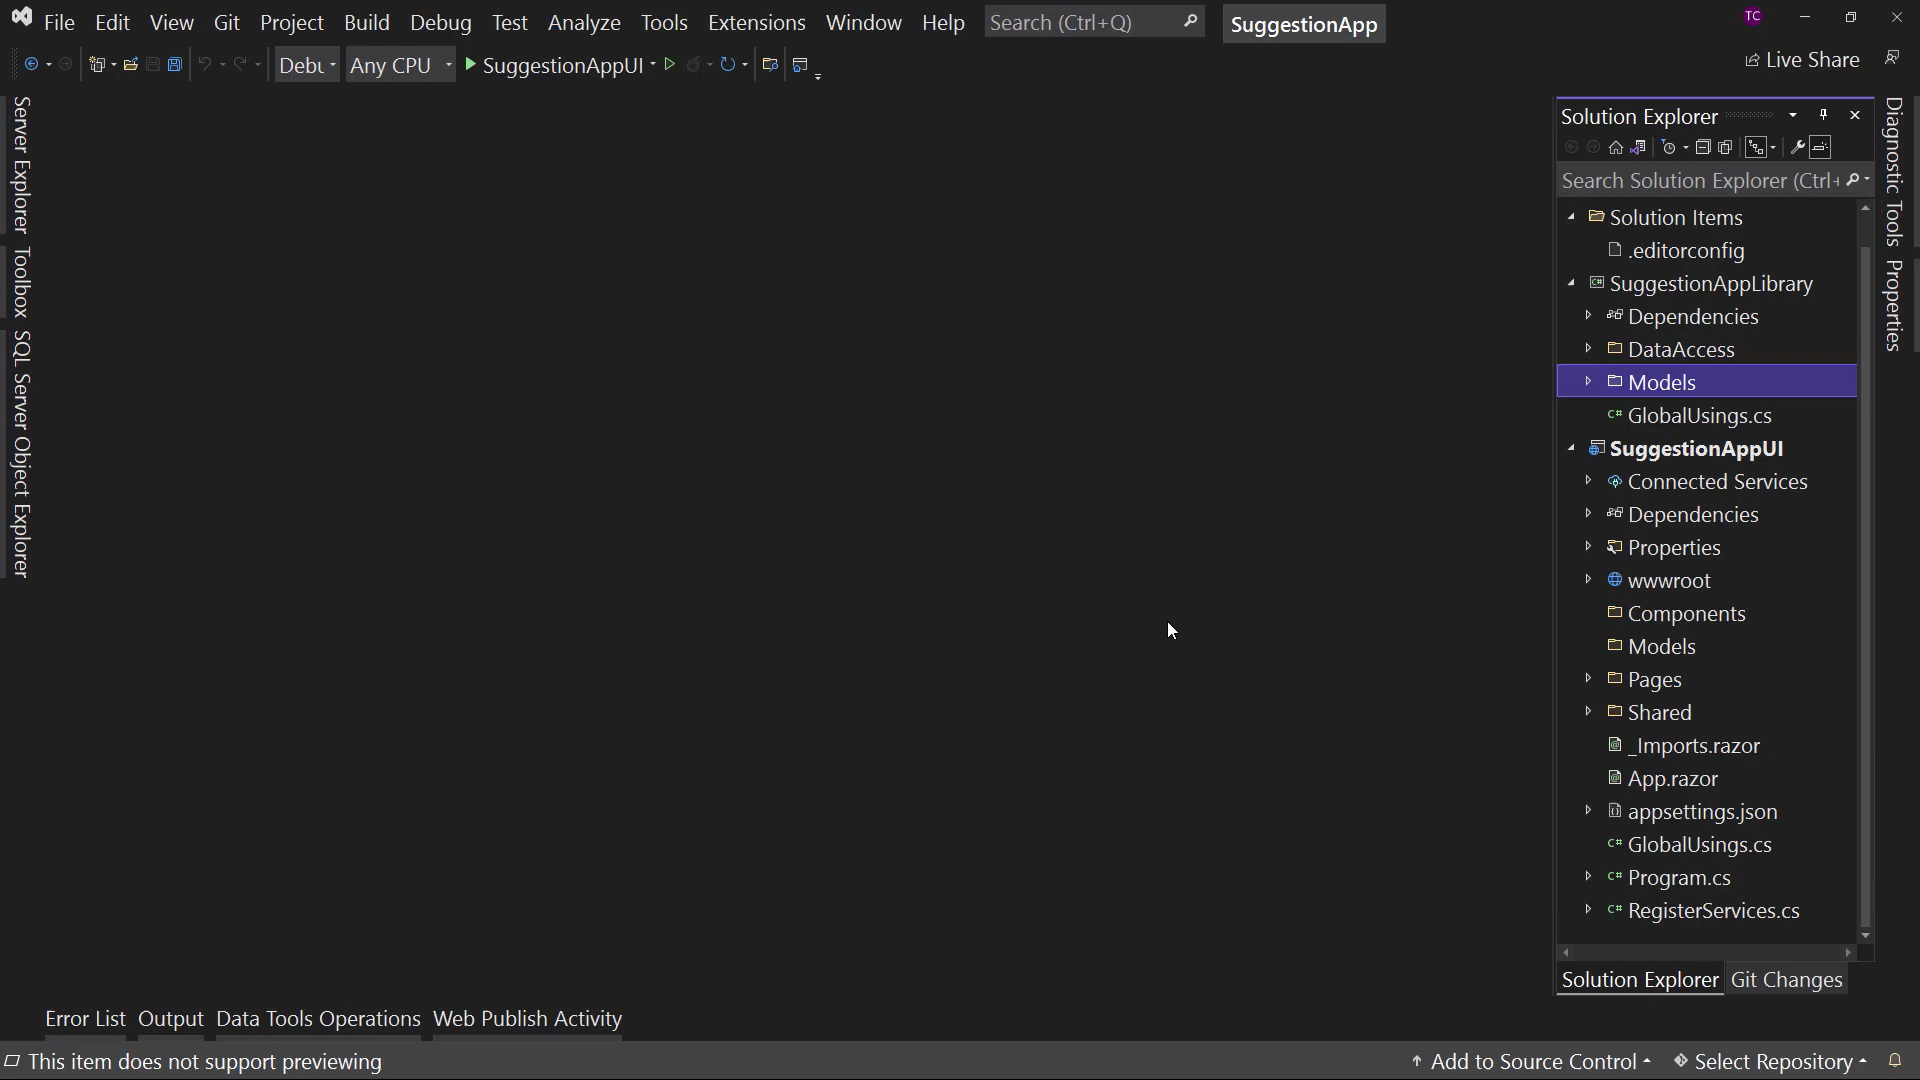 File Edit View Git Project Build Debug Test Analyze Tools Extensions Window Help Search (Ctrl+Q) SuggestionApp TC
Debu Any CPU SuggestionAppUI Live Share
Server Explorer
Toolbox
SQL Server Object Explorer
Solution Explorer
Search Solution Explorer (Ctrl+
Solution Items
.editorconfig
SuggestionAppLibrary
Dependencies
DataAccess
Models
GlobalUsings.cs
SuggestionAppUI
Connected Services
Dependencies
Properties
wwwroot
Components
Models
Pages
Shared
_Imports.razor
App.razor
appsettings.json
GlobalUsings.cs
Program.cs
RegisterServices.cs
Solution Explorer Git Changes
Diagnostic Tools
Properties
Error List Output Data Tools Operations Web Publish Activity
This item does not support previewing Add to Source Control Select Repository